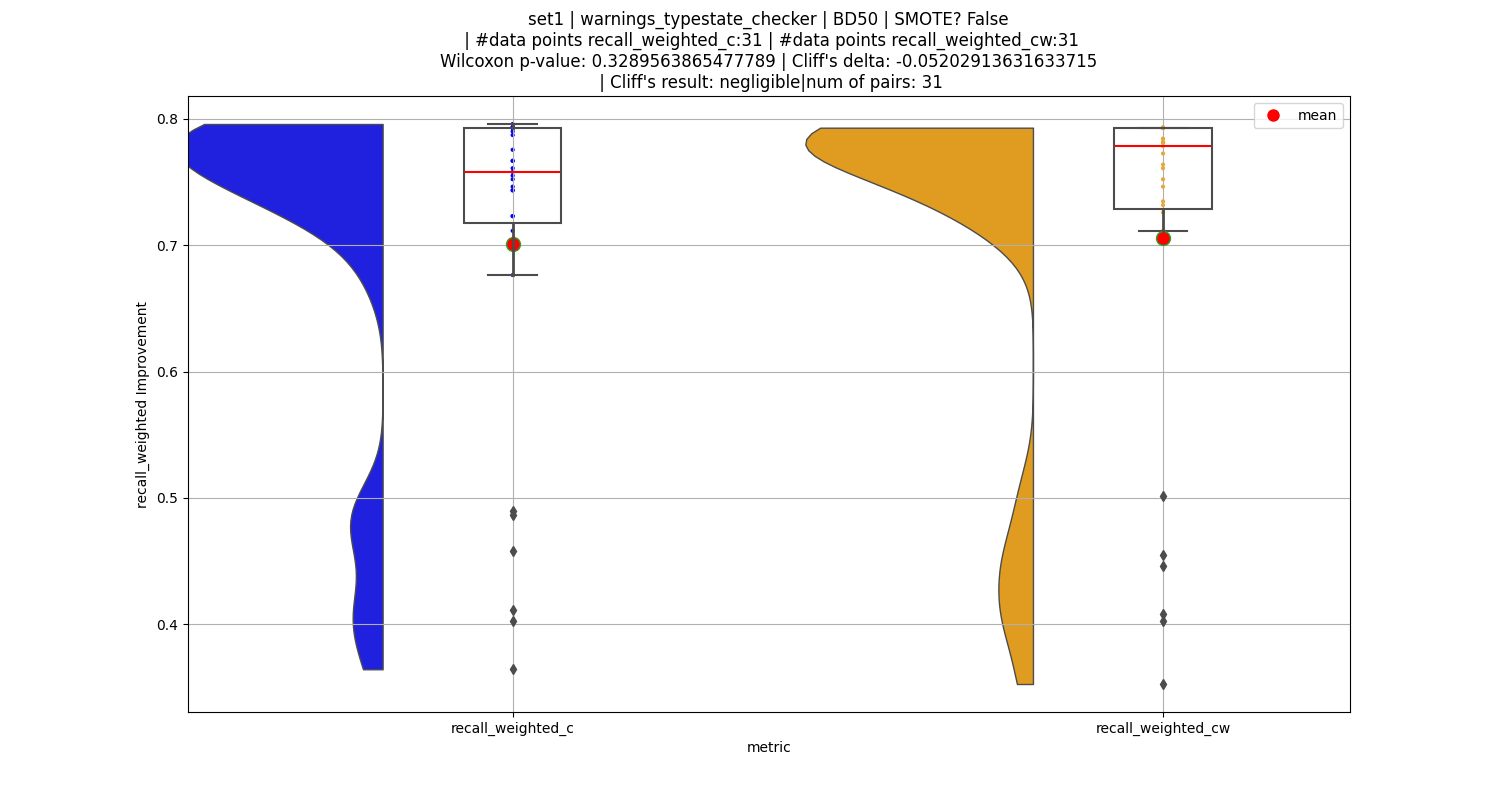 set1 | warnings_typestate_checker | BD50 | SMOTE? False
| #data points recall_weighted_c:31 | #data points recall_weighted_cw:31
Wilcoxon p-value: 0.3289563865477789 | Cliff's delta: -0.05202913631633715
| Cliff's result: negligible|num of pairs: 31
mean
0.8
0.7
0.6
0.5
0.4
recall_weighted Improvement
recall_weighted_c
recall_weighted_cw
metric